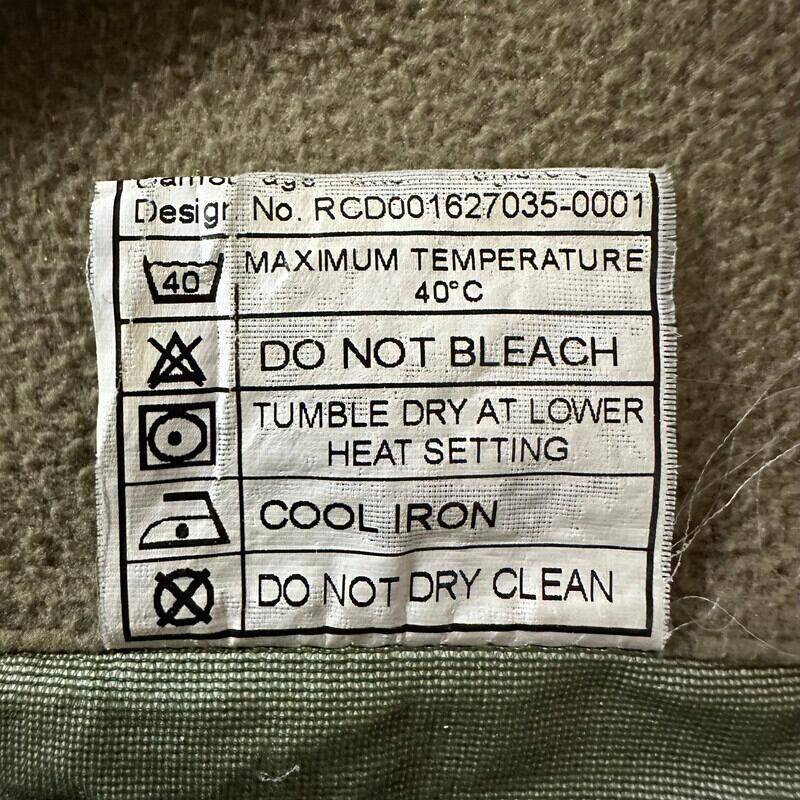 Design No. RCD001627035-0001
40
MAXIMUM TEMPERATURE
40°C
DO NOT BLEACH
TUMBLE DRY AT LOWER
HEAT SETTING
COOL IRON
DO NOT DRY CLEAN